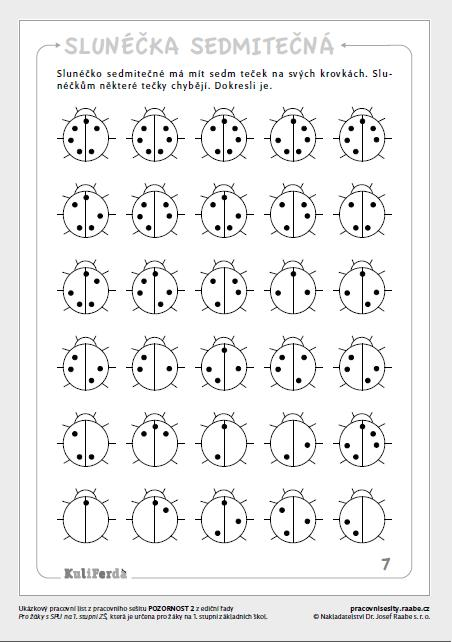 SLUNÉČKA SEDMITEČNÁ
Slunéčko sedmitečné má mít sedm teček na svých krovkách. Slu-
néčkům některé tečky chybějí. Dokresli je.
7
KuliFerda
Ukázkový pracovní list z pracovního sešitu POZORNOST 2 z ediční řady
pracovnisesity.raabe.cz
Pro žáky s SPU na 1. stupni ZŠ, která je určena pro žáky na 1. stupni základních škol.
© Nakladatelství Dr. Josef Raabe s. r. o.